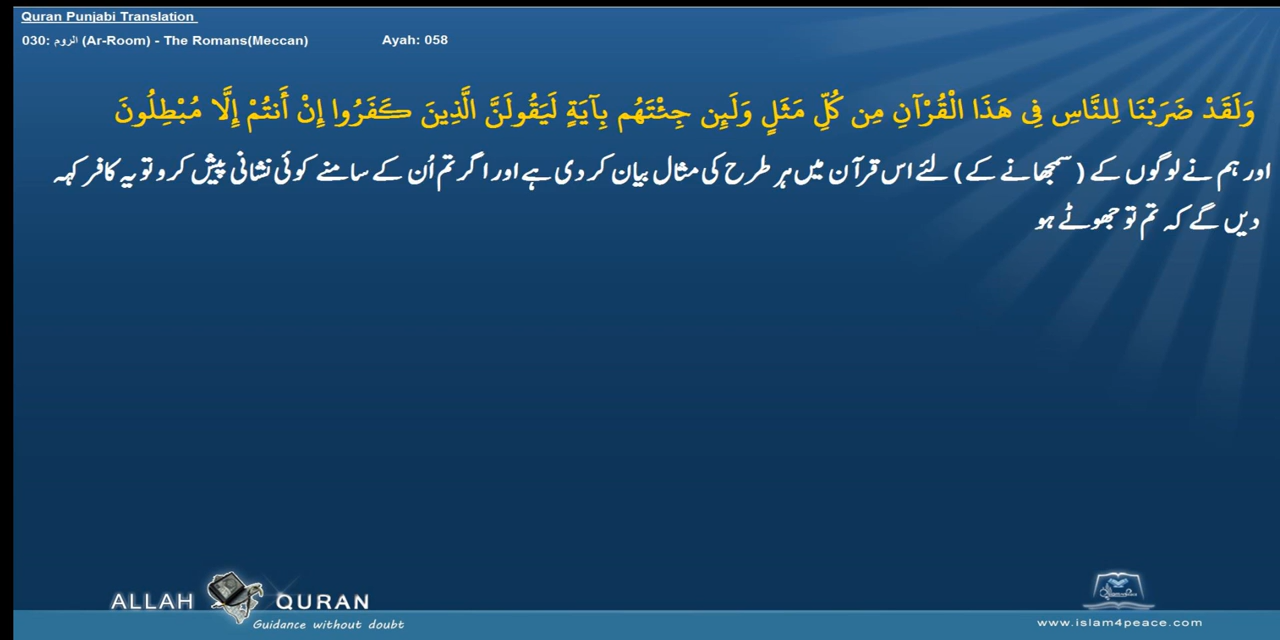 Quran Punjabi Translation
030: الروم (Ar-Room) - The Romans(Meccan) Ayah: 058
وَلَقَدْ ضَرَبْنَا لِلنَّاسِ فِي هَذَا الْقُرْآنِ مِن كُلِّ مَثَلٍ وَلَئِن جِئْتَهُم بِآيَةٍ لَيَقُولَنَّ الَّذِينَ كَفَرُوا إِنْ أَنتُمْ إِلَّا مُبْطِلُونَ
اور ہم نے لوگوں کے (سمجھانے کے) لئے اس قرآن میں ہر طرح کی مثال بیان کر دی ہے اور اگر تم اُن کے سامنے کوئی نشانی پیش کرو تو یہ کافر کہہ
دیں گے کہ تم تو جھوٹے ہو
ALLAH QURAN
Guidance without doubt
www.islam4peace.com